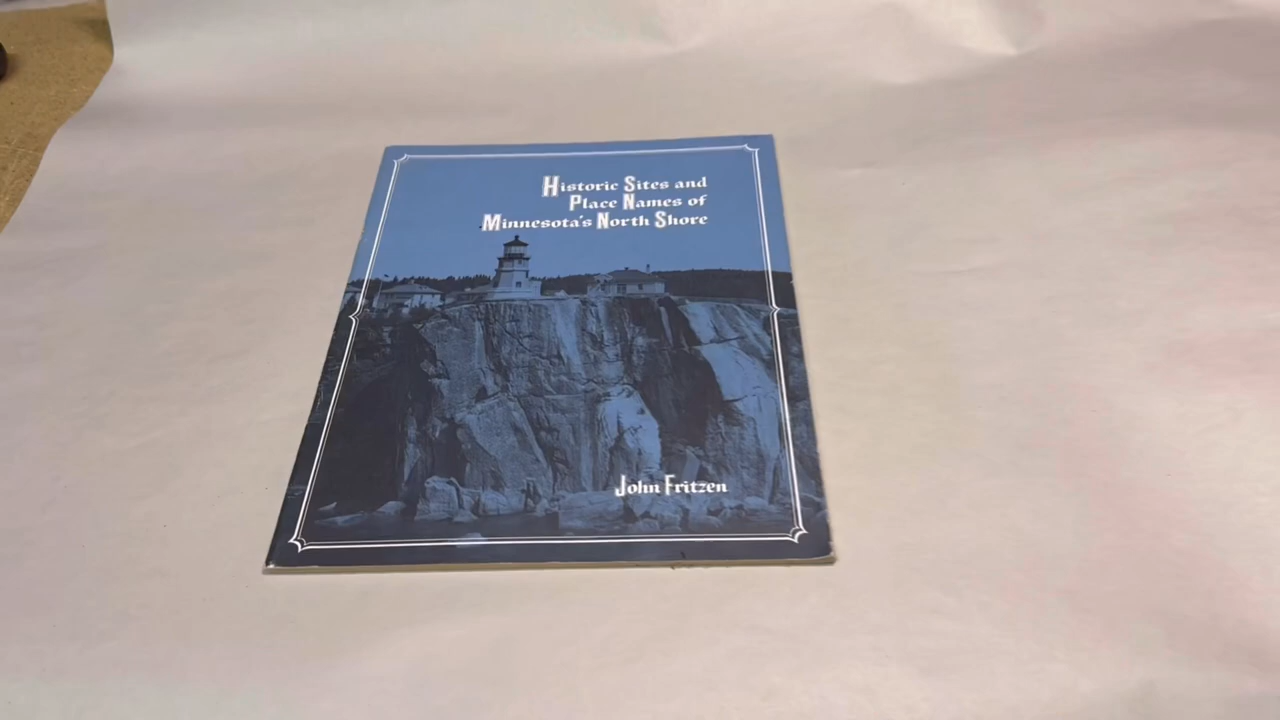 Historic Sites and
Place Names of
Minnesota's North Shore
John Fritzen